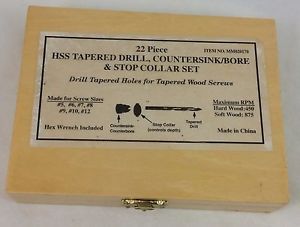 22 Piece
ITEM NO. MMH20170
HSS TAPERED DRILL, COUNTERSINK/BORE
& STOP COLLAR SET
Drill Tapered Holes for Tapered Wood Screws
Made for Screw Sizes
#5, #6, #7, #8
#9, #10, #12
Hex Wrench Included
Countersink-
Counterbore
Stop Collar
(controls depth)
Tapered
Drill
Maximum RPM
Hard Wood:450
Soft Wood: 875
Made in China